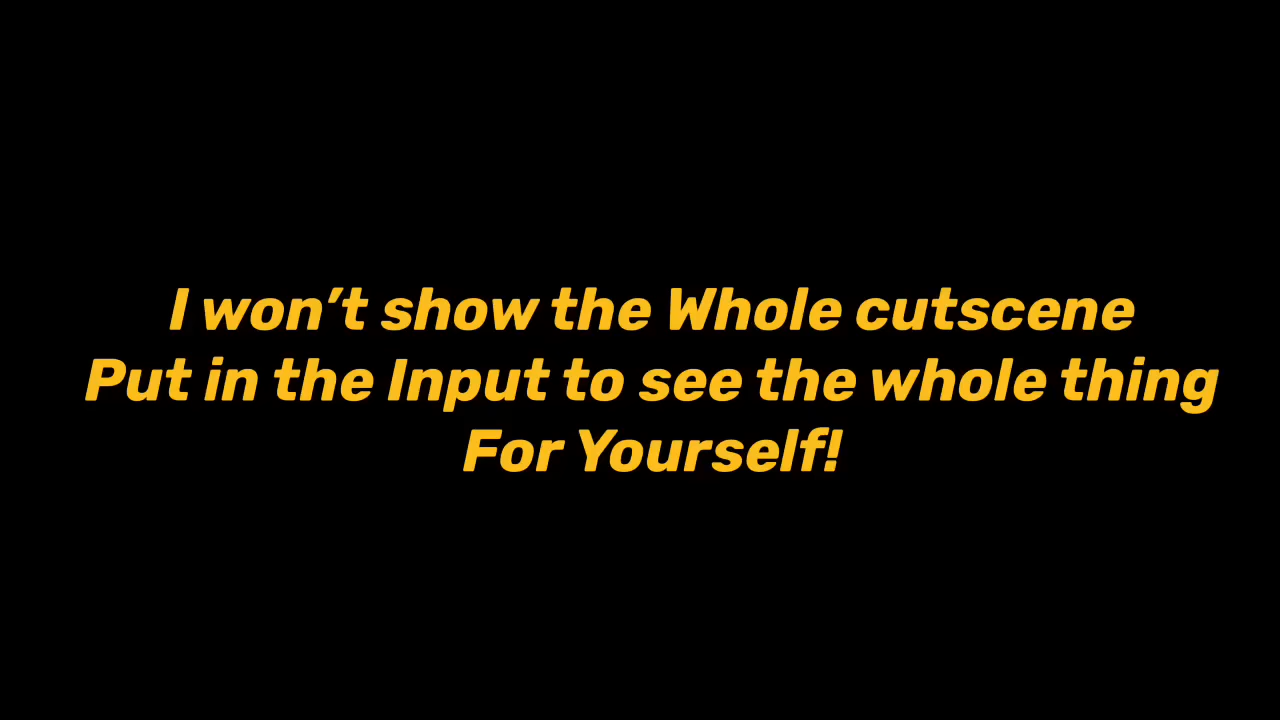 I won’t show the Whole cutscene
Put in the Input to see the whole thing
For Yourself!